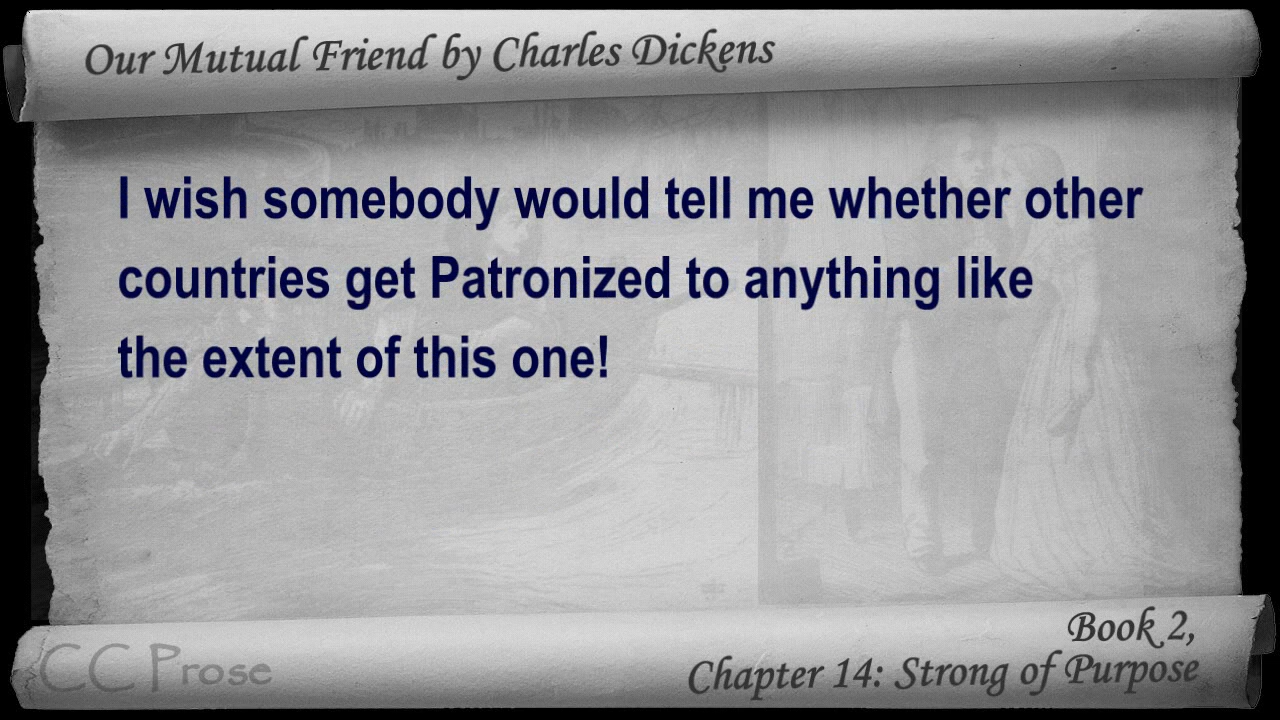 Our Mutual Friend by Charles Dickens
I wish somebody would tell me whether other
countries get Patronized to anything like
the extent of this one!
CC Prose
Book 2,
Chapter 14: Strong of Purpose